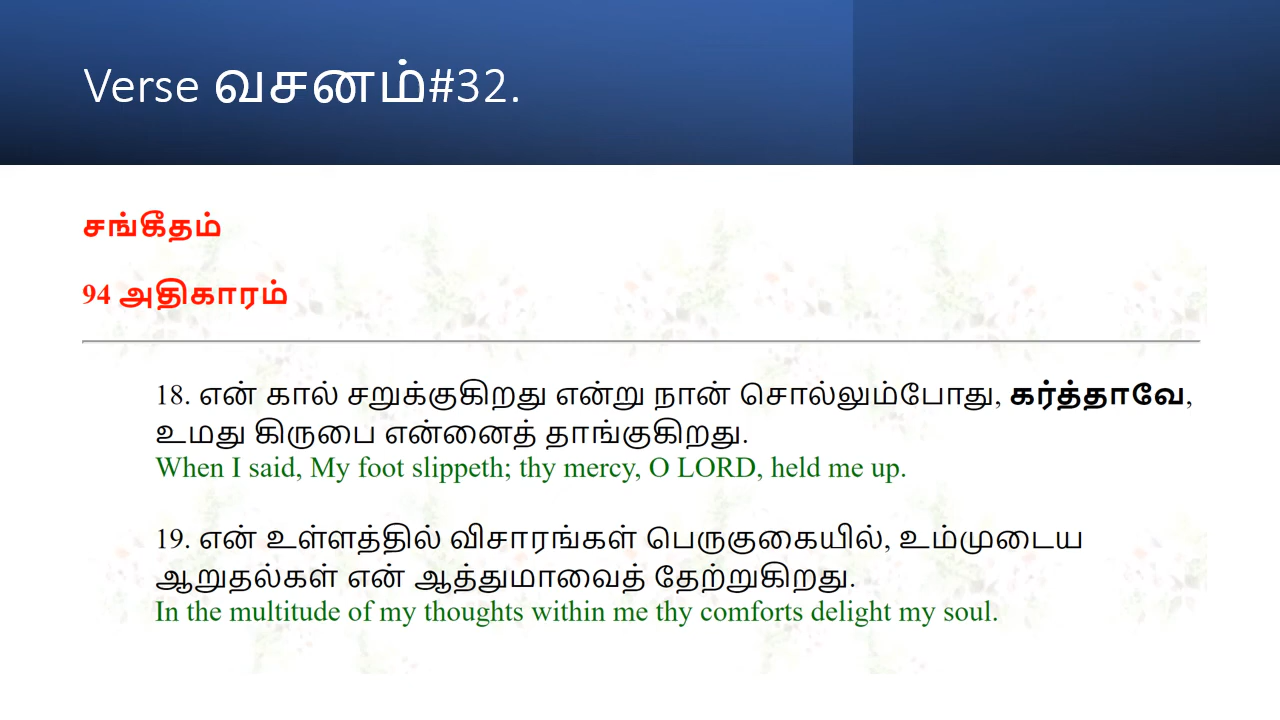 Verse வசனம்#32.
சங்கீதம்
94 அதிகாரம்
18. என் கால் சறுக்குகிறது என்று நான் சொல்லும்போது, கர்த்தாவே,
உமது கிருபை என்னைத் தாங்குகிறது.
When I said, My foot slippeth; thy mercy, O LORD, held me up.
19. என் உள்ளத்தில் விசாரங்கள் பெருகுகையில், உம்முடைய
ஆறுதல்கள் என் ஆத்துமாவைத் தேற்றுகிறது.
In the multitude of my thoughts within me thy comforts delight my soul.